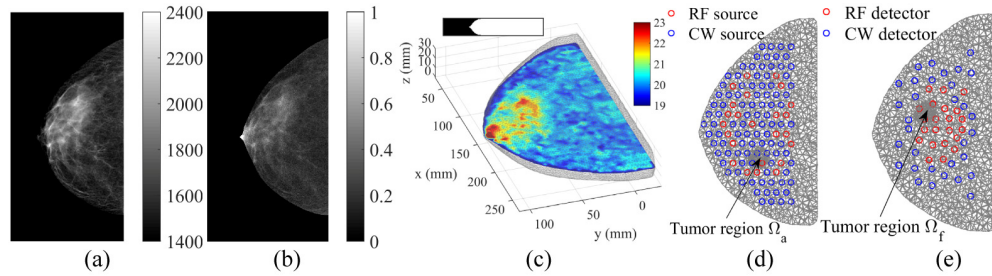 2400
2200
2000
1800
1600
1400
(a)
1
0.8
0.6
0.4
0.2
0
(b)
z (mm)
30
20
10
0
50
100
150
200
250
x (mm)
100
50
0
y (mm)
23
22
21
20
19
(c)
RF source
CW source
Tumor region Ωa
(d)
RF detector
CW detector
Tumor region Ωf
(e)